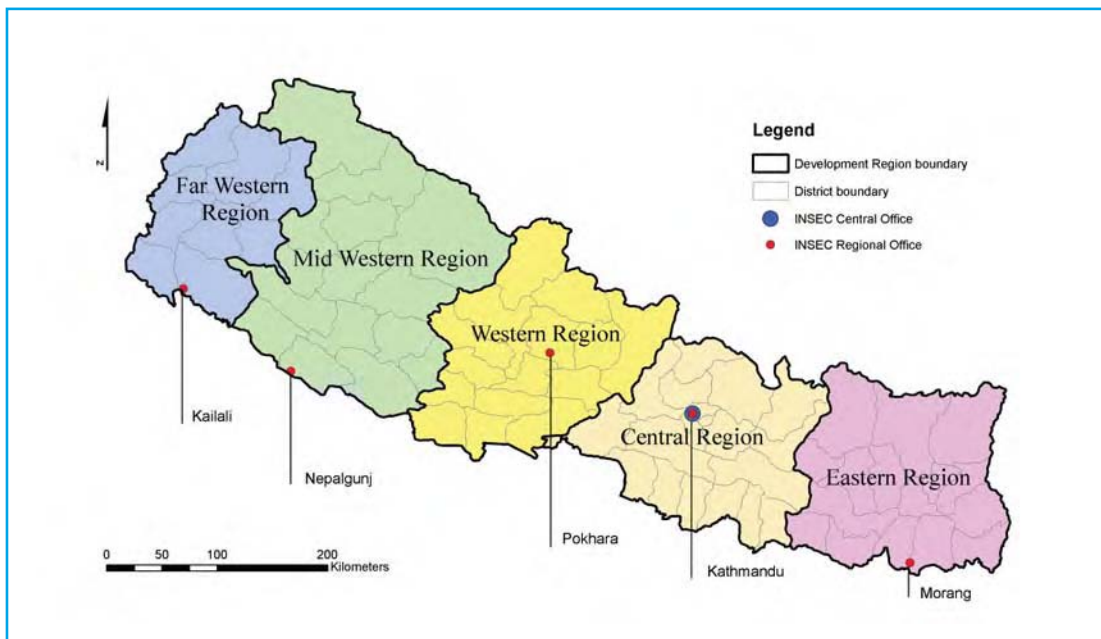 Z
Far Western
Region
Mid Western Region
Western Region
Central Region
Eastern Region
Kailali
Nepalgunj
Pokhara
Kathmandu
Morang
Legend
Development Region boundary
District boundary
INSEC Central Office
INSEC Regional Office
0 25 50 100 200
Kilometers